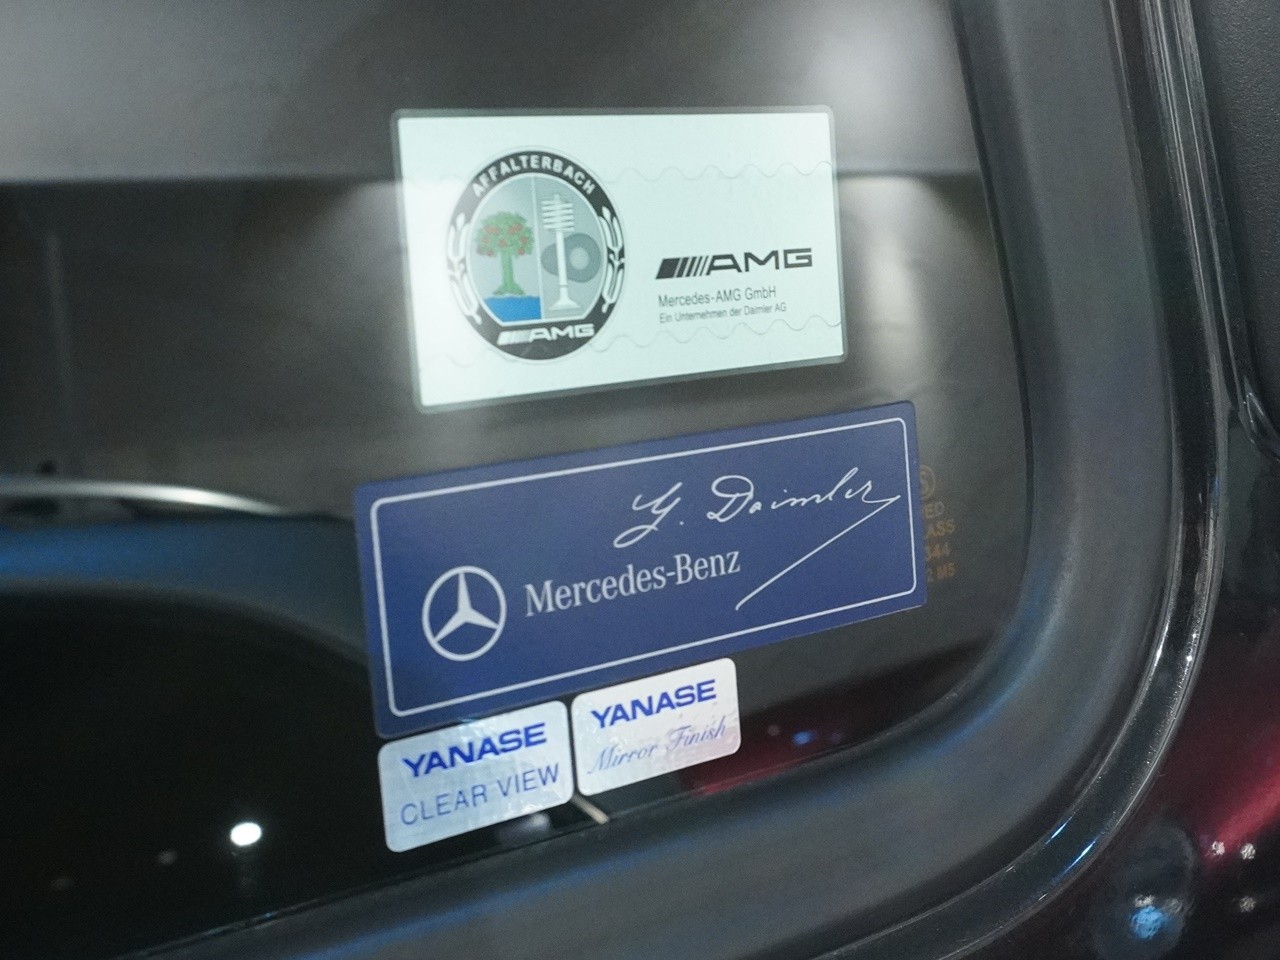 AFFALTERBACH
AMG
AMG
Mercedes-AMG GmbH
Ein Unternehmen der Daimler AG
G. Daimler
Mercedes-Benz
YANASE
CLEAR VIEW
YANASE
Mirror Finish